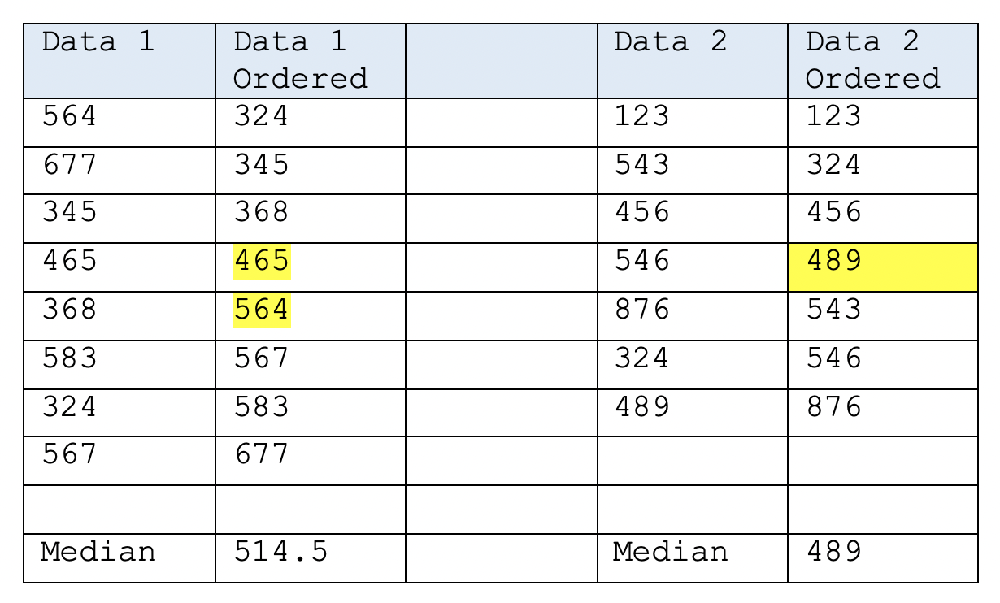 Data 1 Data 1 Ordered Data 2 Data 2 Ordered
564 324 123 123
677 345 543 324
345 368 456 456
465 465 546 489
368 564 876 543
583 567 324 546
324 583 489 876
567 677
Median 514.5 Median 489